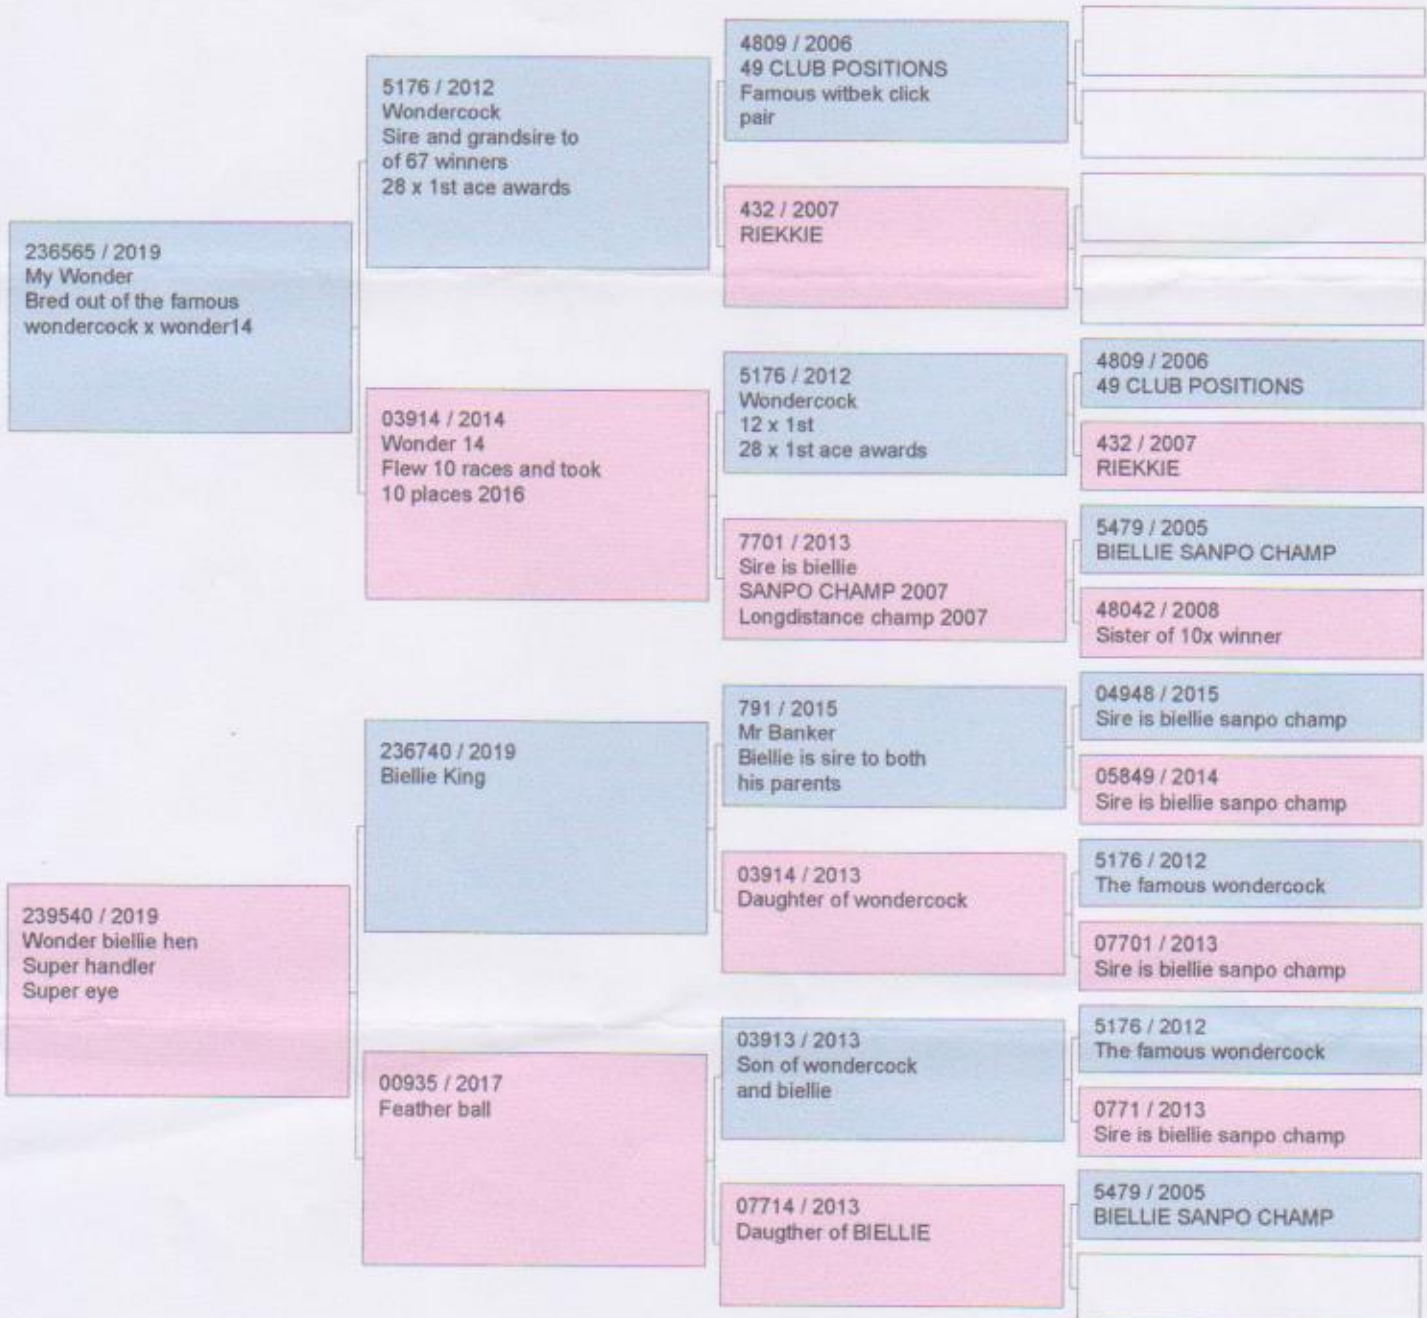 236565 / 2019
My Wonder
Bred out of the famous
wondercock x wonder14
5176 / 2012
Wondercock
Sire and grandsire to
of 67 winners
28 x 1st ace awards
03914 / 2014
Wonder 14
Flew 10 races and took
10 places 2016
4809 / 2006
49 CLUB POSITIONS
Famous witbek click
pair
432 / 2007
RIEKKIE
5176 / 2012
Wondercock
12 x 1st
28 x 1st ace awards
7701 / 2013
Sire is biellie
SANPO CHAMP 2007
Longdistance champ 2007
4809 / 2006
49 CLUB POSITIONS
432 / 2007
RIEKKIE
5479 / 2005
BIELLIE SANPO CHAMP
48042 / 2008
Sister of 10x winner
239540 / 2019
Wonder biellie hen
Super handler
Super eye
236740 / 2019
Biellie King
00935 / 2017
Feather ball
791 / 2015
Mr Banker
Biellie is sire to both
his parents
03914 / 2013
Daughter of wondercock
03913 / 2013
Son of wondercock
and biellie
07714 / 2013
Daugther of BIELLIE
04948 / 2015
Sire is biellie sanpo champ
05849 / 2014
Sire is biellie sanpo champ
5176 / 2012
The famous wondercock
07701 / 2013
Sire is biellie sanpo champ
5176 / 2012
The famous wondercock
0771 / 2013
Sire is biellie sanpo champ
5479 / 2005
BIELLIE SANPO CHAMP